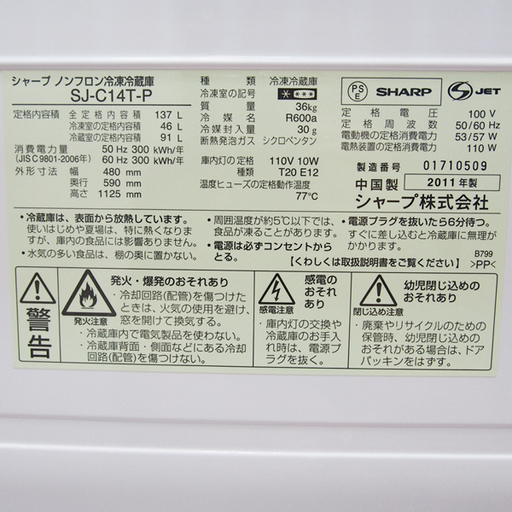 シャープ ノンフロン冷凍冷蔵庫
SJ-C14T-P
定格内容積 全定格内容積 137 L
冷凍室の定格内容積 46 L
冷蔵室の定格内容積 91 L
消費電力量 50 Hz 300 kWh/年
(JIS C 9801-2006年) 60 Hz 300 kWh/年
外形寸法 幅 480 mm
奥行 590 mm
高さ 1125 mm
種類 冷凍冷蔵庫
冷凍室の記号
質量 36kg
冷媒名 R600a
冷媒封入量 30 g
断熱発泡ガス シクロペンタン
庫内灯の定格 110V 10W
T20 E12
温度ヒューズの定格動作温度
77℃
PSE SHARP JET
定格電圧 100 V
定格周波数 50/60 Hz
電動機の定格消費電力 53/57 W
電熱装置の定格消費電力 110 W
製造番号 01710509
中国製 2011年製
シャープ株式会社
•冷蔵庫は、表面から放熱しています。
使いはじめや夏場は、特に熱くなりま
すが、庫内の食品には影響ありません。
•水気の多い食品は、棚の奥に置かない。
•周囲温度が約5℃以下では、
食品が凍ることがあります。
•電源は必ずコンセントから
とる。
•電源プラグを抜いたら6分待つ。
すぐに差し込むと冷蔵庫に無理が
かかります。
【くわしくは取扱説明書をご覧ください】
B799
>PP<
警告
発火注意
発火・爆発のおそれあり
•冷却回路(配管)を傷つけた
ときは、火気の使用を避け、
窓を開けて換気する。
•冷蔵庫内で電気製品を使わない。
•冷蔵庫背面・側面などにある冷却
回路(配管)を傷つけない。
感電注意
感電の
おそれあり
•庫内灯の交換や
冷蔵庫のお手入
れ時は、電源プラ
グを抜く。
閉じ込め注意
幼児閉じ込めの
おそれあり
•廃棄やリサイクルのための
保管時、幼児閉じ込めの
おそれがある場合は、ドア
パッキンをはずす。